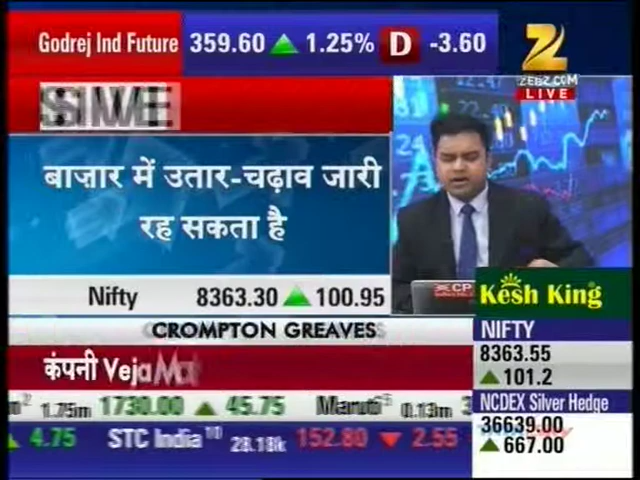 Godrej Ind Future 359.60 ▲ 1.25% D -3.60
Z
ZEEBIZ.COM
LIVE
बाज़ार में उतार-चढ़ाव जारी
रह सकता है
Nifty 8363.30 ▲ 100.95
Kesh King
CROMPTON GREAVES
NIFTY
8363.55
▲ 101.2
कंपनी
1.75m 1730.00 ▲ 45.75 Maruti 0.13m
NCDEX Silver Hedge
36639.00
▲ 667.00
▲ 4.75 STC India 28.18k 152.80 ▼ 2.55